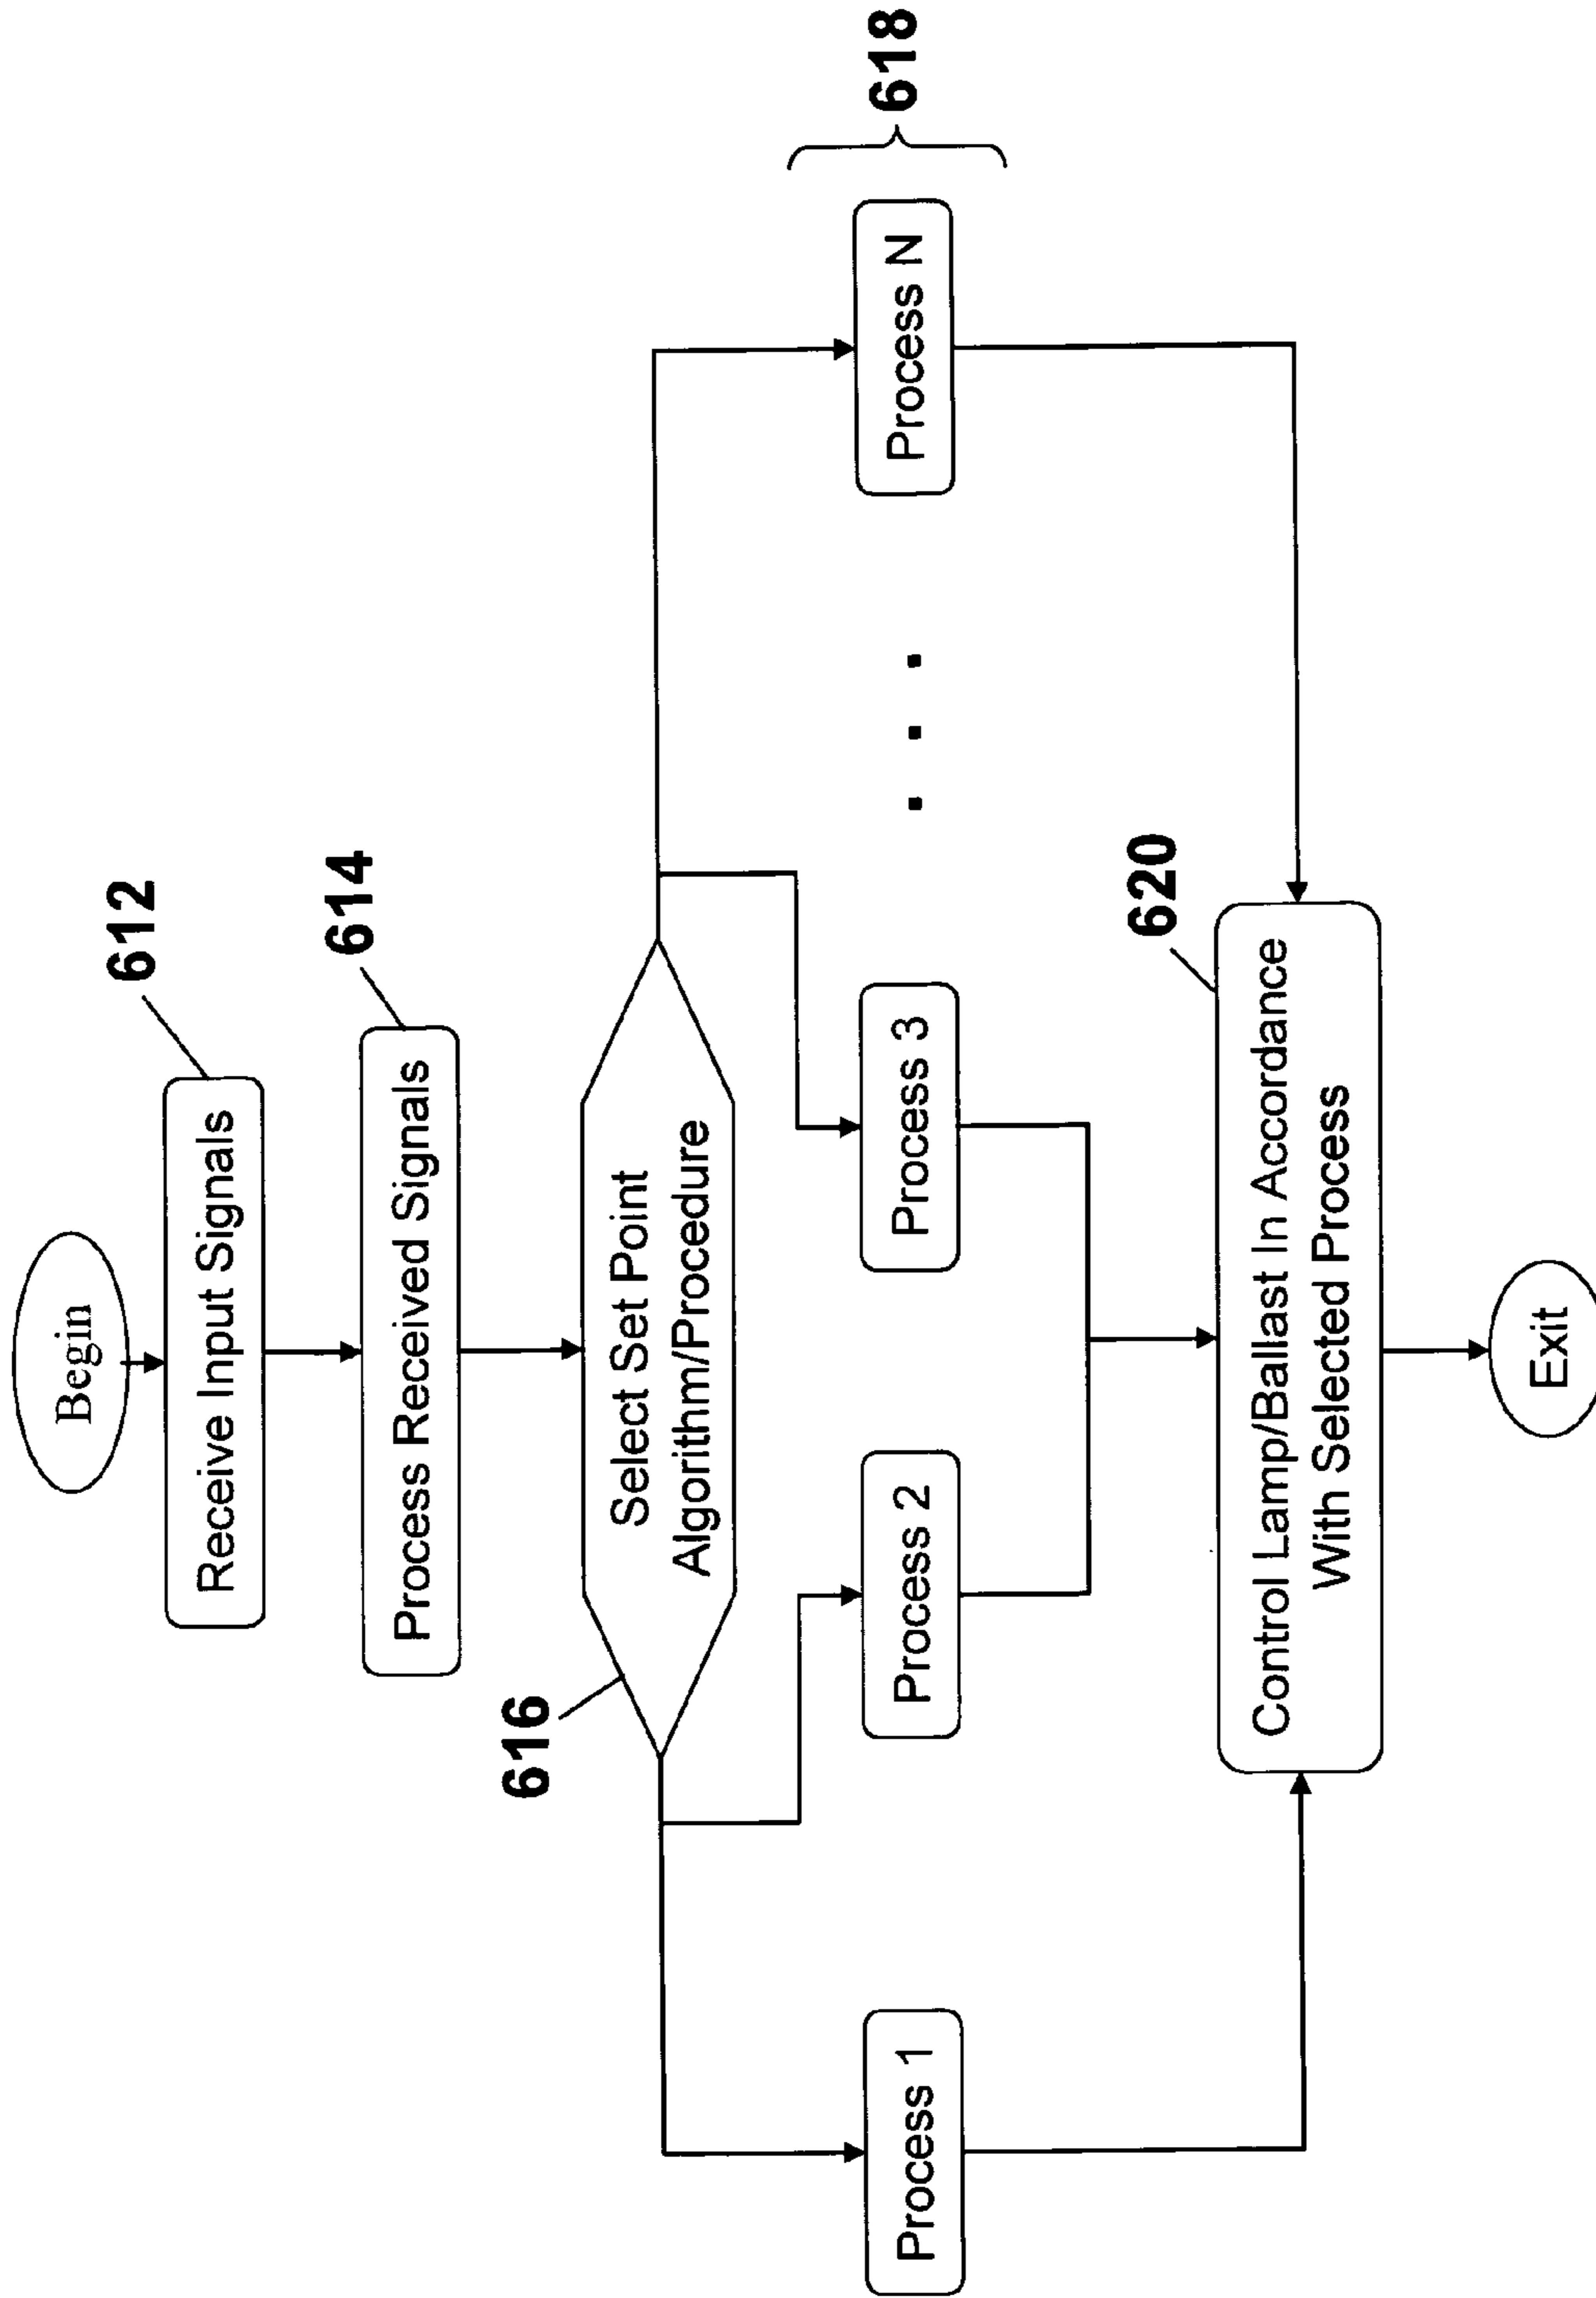 Begin
612
Receive Input Signals
614
Process Received Signals
616
Select Set Point
Algorithm/Procedure
618
Process 1
Process 2
Process 3
. . .
Process N
620
Control Lamp/Ballast In Accordance
With Selected Process
Exit